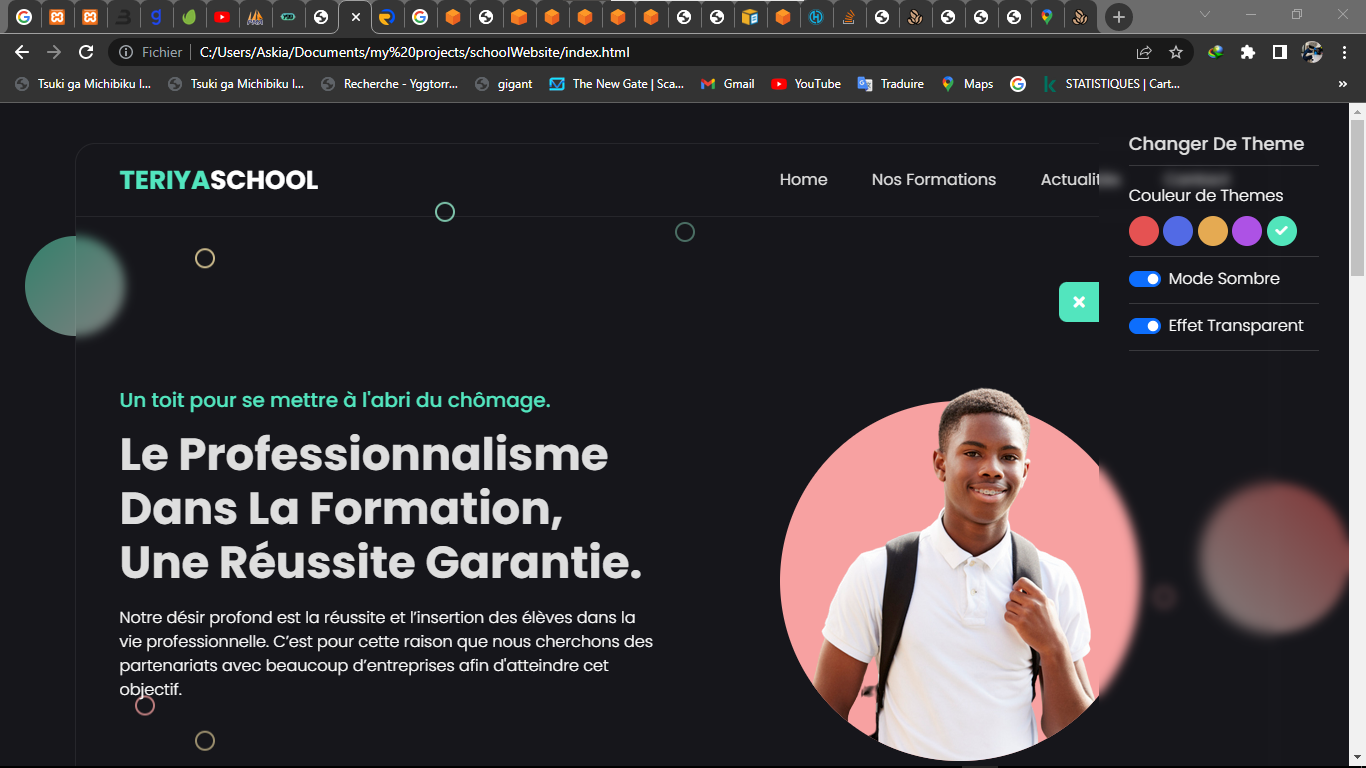 Fichier C:/Users/Askia/Documents/my%20projects/schoolWebsite/index.html
Tsuki ga Michibiku I... Tsuki ga Michibiku I... Recherche - Yggtorr... gigant The New Gate | Sca... Gmail YouTube Traduire Maps STATISTIQUES | Cart... »
TERIYASCHOOL
Home Nos Formations Actualit
Changer De Theme
Couleur de Themes
Mode Sombre
Effet Transparent
Un toit pour se mettre à l'abri du chômage.
Le Professionnalisme
Dans La Formation,
Une Réussite Garantie.
Notre désir profond est la réussite et l’insertion des élèves dans la
vie professionnelle. C’est pour cette raison que nous cherchons des
partenariats avec beaucoup d’entreprises afin d'atteindre cet
objectif.